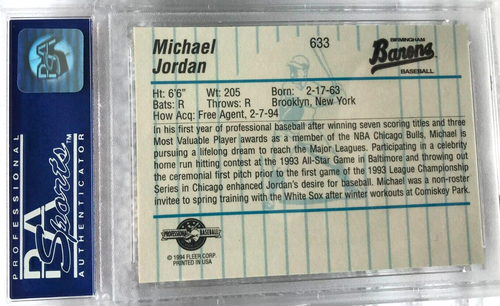 Michael
Jordan
633
BIRMINGHAM
Barons
BASEBALL
Ht: 6'6" Wt: 205 Born: 2-17-63
Bats: R Throws: R Brooklyn, New York
How Acq: Free Agent, 2-7-94
In his first year of professional baseball after winning seven scoring titles and three
Most Valuable Player awards as a member of the NBA Chicago Bulls, Michael is
pursuing a lifelong dream to reach the Major Leagues. Participating in a celebrity
home run hitting contest at the 1993 All-Star Game in Baltimore and throwing out
the ceremonial first pitch prior to the first game of the 1993 League Championship
Series in Chicago enhanced Jordan's desire for baseball. Michael was a non-roster
invitee to spring training with the White Sox after winter workouts at Comiskey Park.
PROFESSIONAL BASEBALL
© 1994 FLEER CORP.
PRINTED IN USA
PROFESSIONAL
PSA
Sports
TM
AUTHENTICATOR
PSA